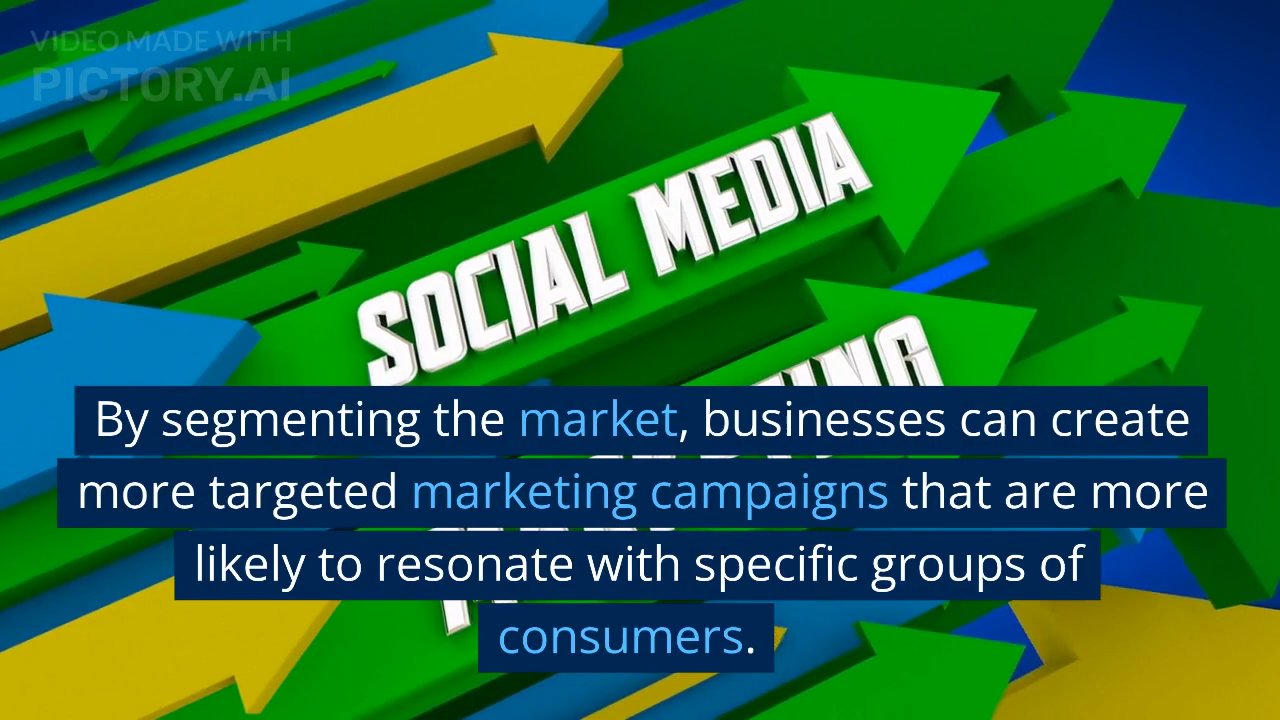 VIDEO MADE WITH
PICTORY.AI
SOCIAL MEDIA
By segmenting the market, businesses can create
more targeted marketing campaigns that are more
likely to resonate with specific groups of
consumers.